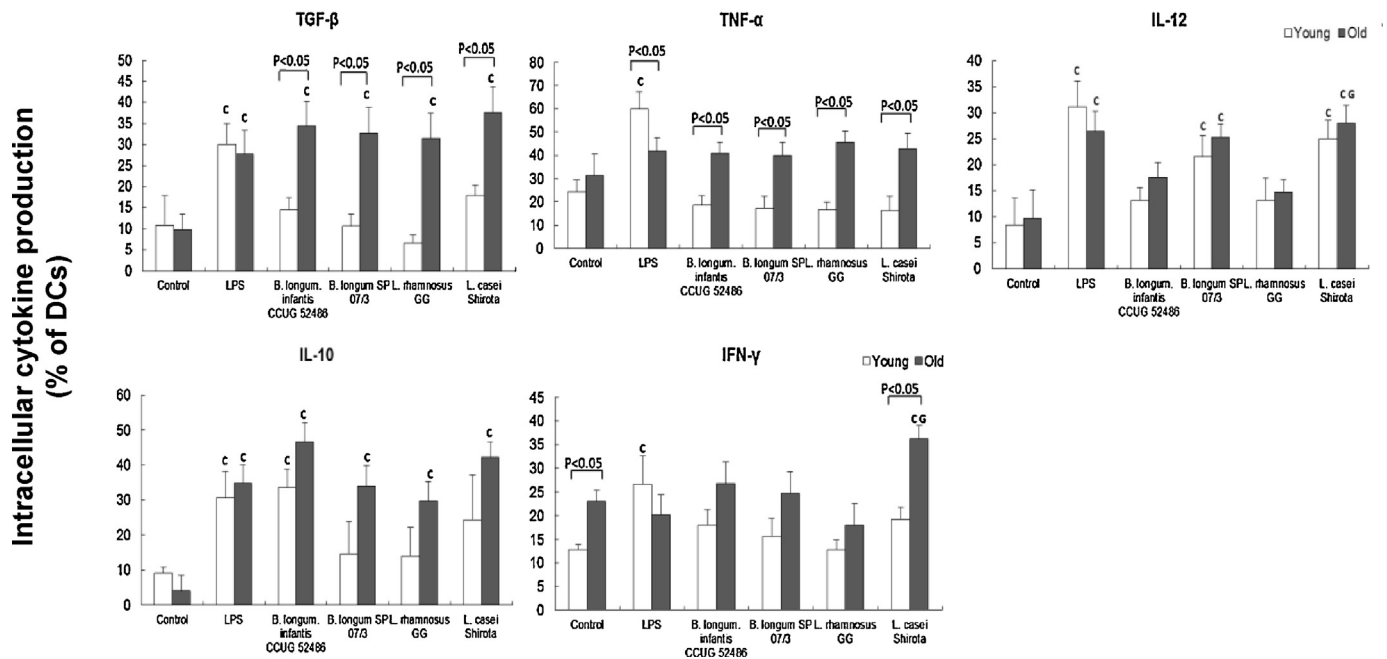 Intracellular cytokine production
(% of DCs)
TGF-β
P<0.05 P<0.05 P<0.05 P<0.05
50
45
40
35
30
25
20
15
10
5
0
C C C C C C
Control LPS B. longum. B. longum SP L. rhamnosus L. casei
infantis 07/3 GG Shirota
CCUG 52486
TNF-α
P<0.05 P<0.05 P<0.05 P<0.05 P<0.05
80
70
60
50
40
30
20
10
0
C
Control LPS B. longum. B. longum SP L. rhamnosus L. casei
infantis 07/3 GG Shirota
CCUG 52486
IL-12
Young Old
40
35
30
25
20
15
10
5
0
C C C C C C G
Control LPS B. longum. B. longum SP L. rhamnosus L. casei
infantis 07/3 GG Shirota
CCUG 52486
IL-10
60
50
40
30
20
10
0
C C C C C C C
Control LPS B. longum. B. longum SP L. rhamnosus L. casei
infantis 07/3 GG Shirota
CCUG 52486
IFN-γ
Young Old
P<0.05 P<0.05
45
40
35
30
25
20
15
10
5
0
C C G
Control LPS B. longum. B. longum SP L. rhamnosus L. casei
infantis 07/3 GG Shirota
CCUG 52486